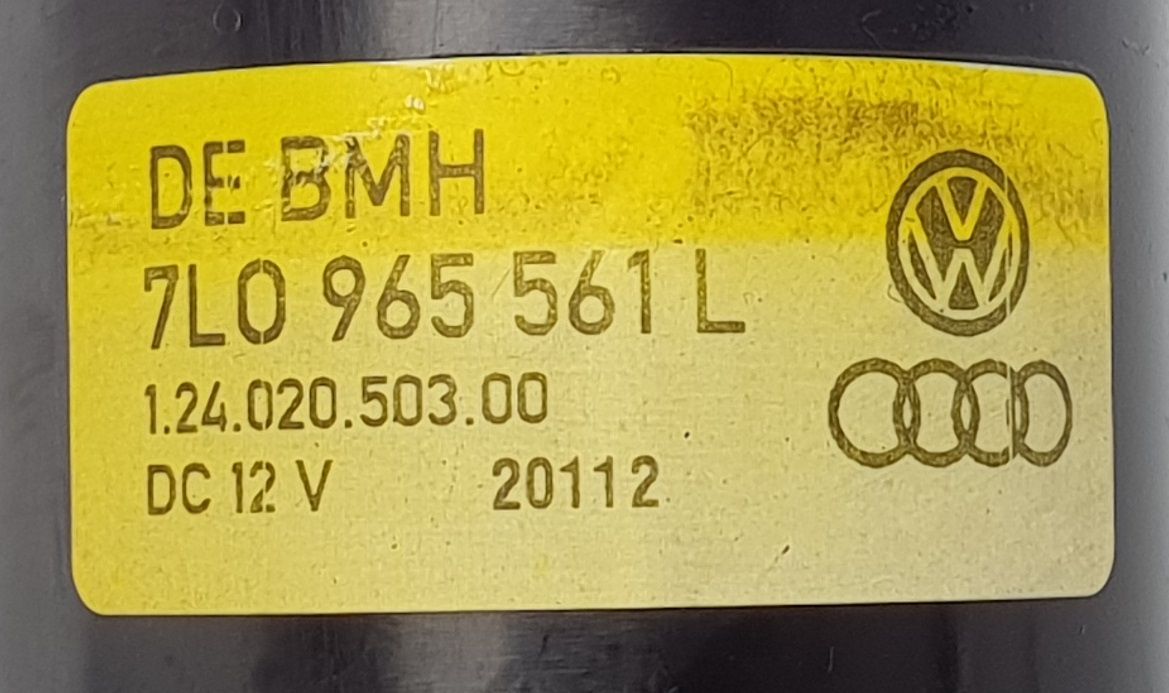 DE BMH
7L0 965 561 L
1.24.020.503.00
DC 12 V 20112